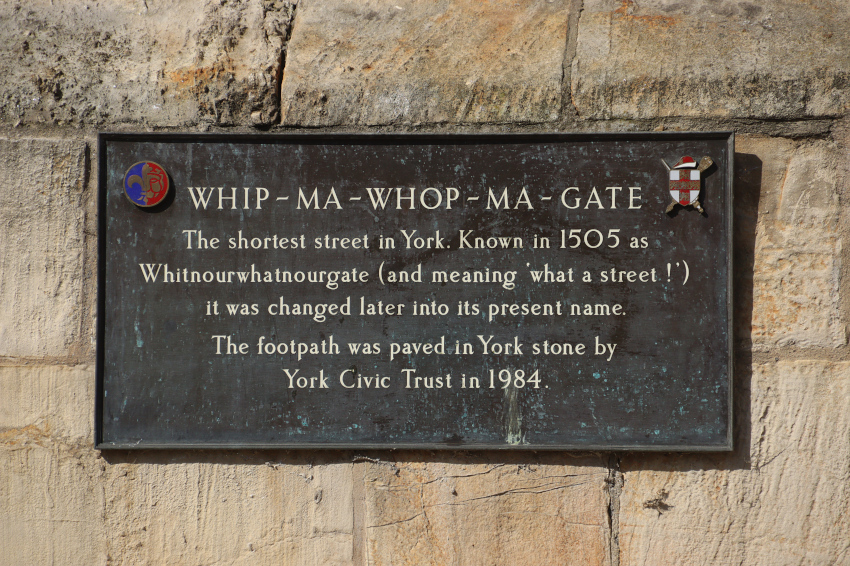 WHIP-MA-WHOP-MA-GATE
The shortest street in York. Known in 1505 as
Whitnourwhatnourgate (and meaning 'what a street!')
it was changed later into its present name.
The footpath was paved in York stone by
York Civic Trust in 1984.